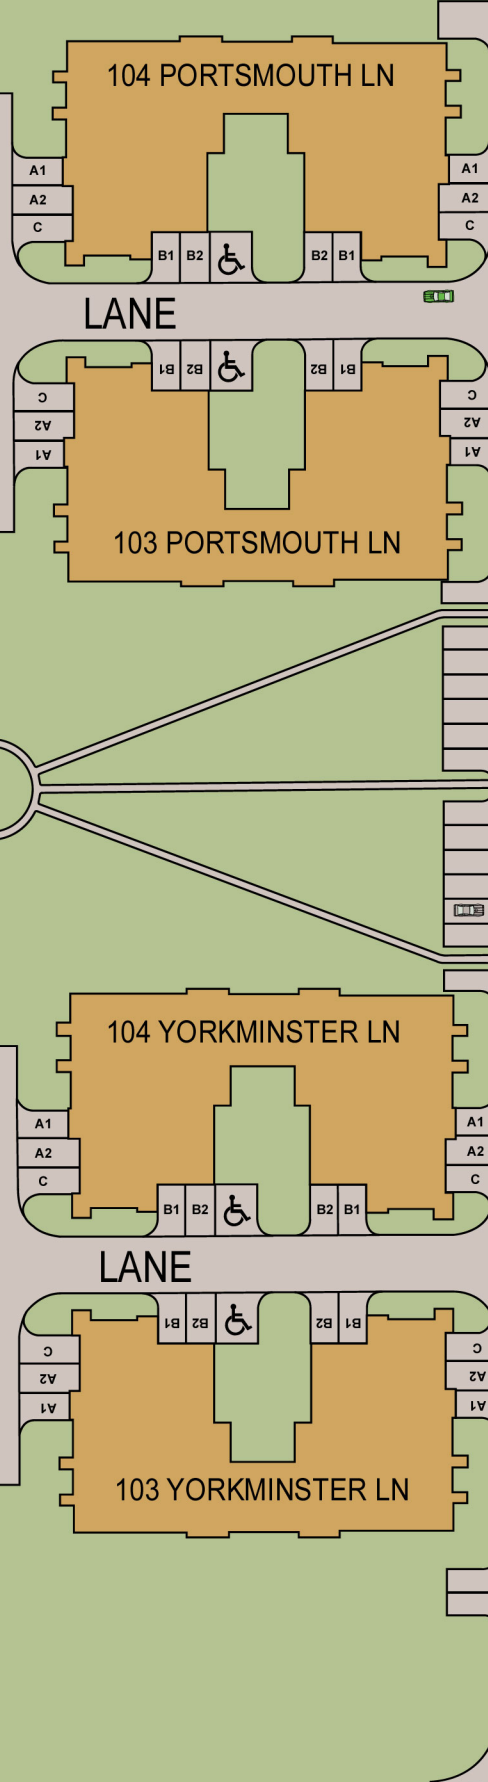 104 PORTSMOUTH LN
A1
A1
A2
A2
C
C
B1 B2 B2 B1
LANE
B1 B2 B2 B1
C
C
A2
A2
A1
A1
103 PORTSMOUTH LN
104 YORKMINSTER LN
A1
A1
A2
A2
C
C
B1 B2 B2 B1
LANE
B1 B2 B2 B1
C
C
A2
A2
A1
A1
103 YORKMINSTER LN